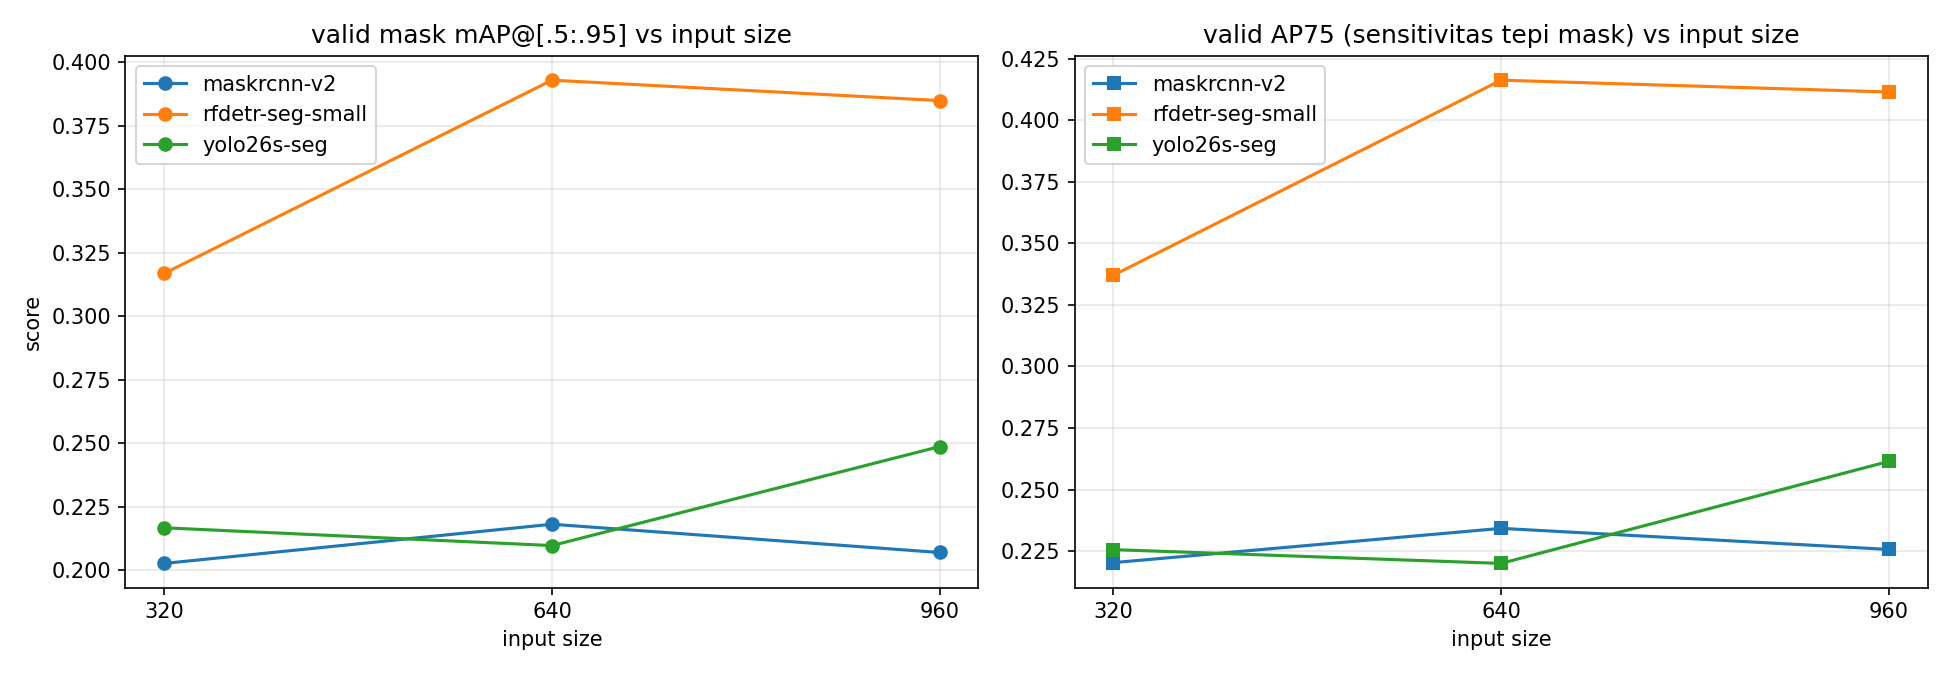 valid mask mAP@[.5:.95] vs input size
maskrcnn-v2
rfdetr-seg-small
yolo26s-seg
score
0.400
0.375
0.350
0.325
0.300
0.275
0.250
0.225
0.200
320 640 960
input size
valid AP75 (sensitivitas tepi mask) vs input size
maskrcnn-v2
rfdetr-seg-small
yolo26s-seg
0.425
0.400
0.375
0.350
0.325
0.300
0.275
0.250
0.225
320 640 960
input size